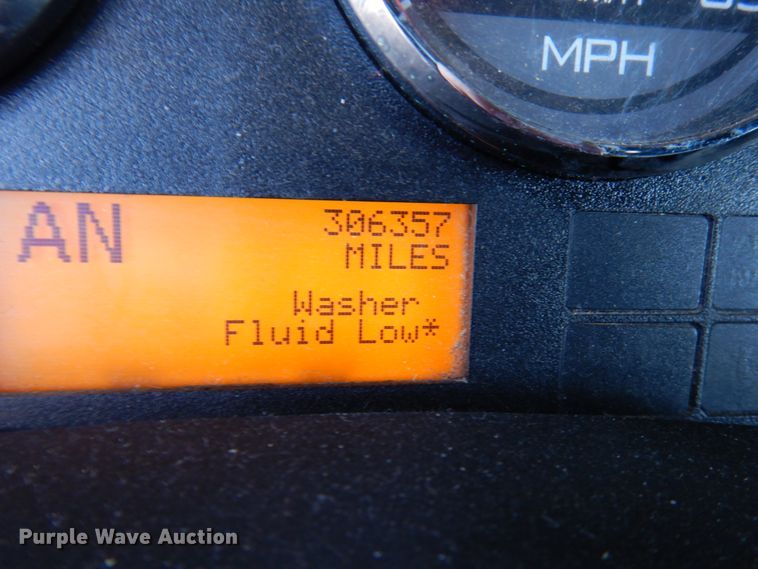 MPH
AN
306357
MILES
Washer
Fluid Low*
Purple Wave Auction